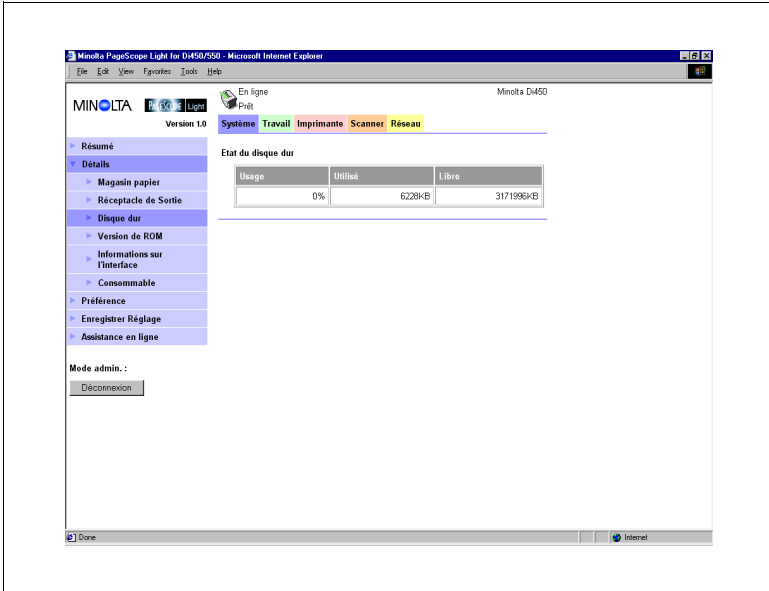 Minolta PageScope Light for Di450/550 - Microsoft Internet Explorer
File Edit View Favorites Tools Help
MINOLTA PAGESCOPE Light
Version 1.0
En ligne
Prêt
Minolta Di450
Système Travail Imprimante Scanner Réseau
Résumé
Détails
Magasin papier
Réceptacle de Sortie
Disque dur
Version de ROM
Informations sur
l'interface
Consommable
Préférence
Enregistrer Réglage
Assistance en ligne
Mode admin. :
Déconnexion
Etat du disque dur
Usage Utilisé Libre
0% 6228KB 3171996KB
Done
Internet